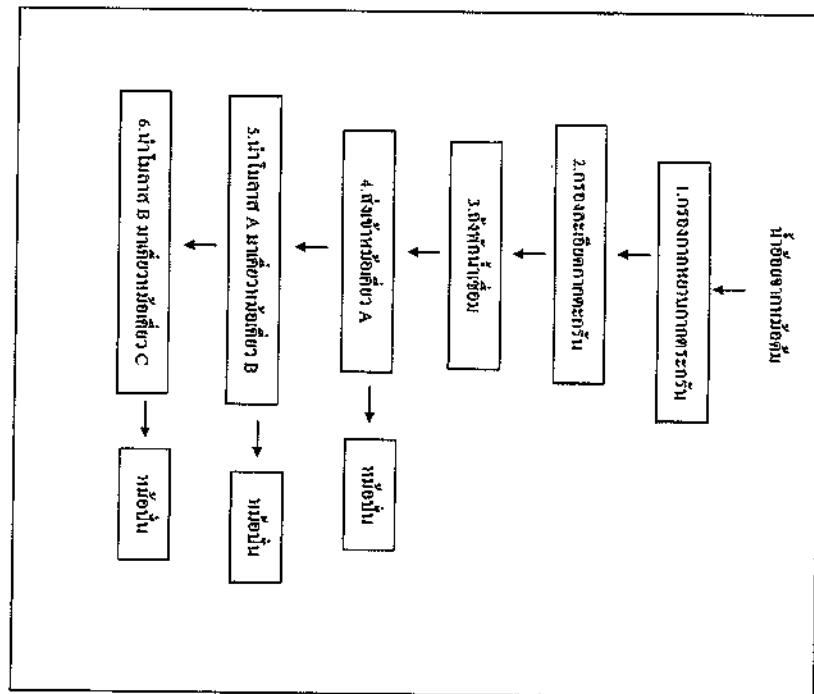 น้ำอ้อยจากหม้อต้ม
1.กรองกากหยาบกากตระกรัน
2.กรองละเอียดกากตะกรัน
3.ถังพักน้ำเชื่อม
4.ส่งเข้าหม้อเคี่ยว A
หม้อปั่น
5.นำโมลาส A มาเคี่ยวหม้อเคี่ยว B
หม้อปั่น
6.นำโมลาส B มาเคี่ยวหม้อเคี่ยว C
หม้อปั่น